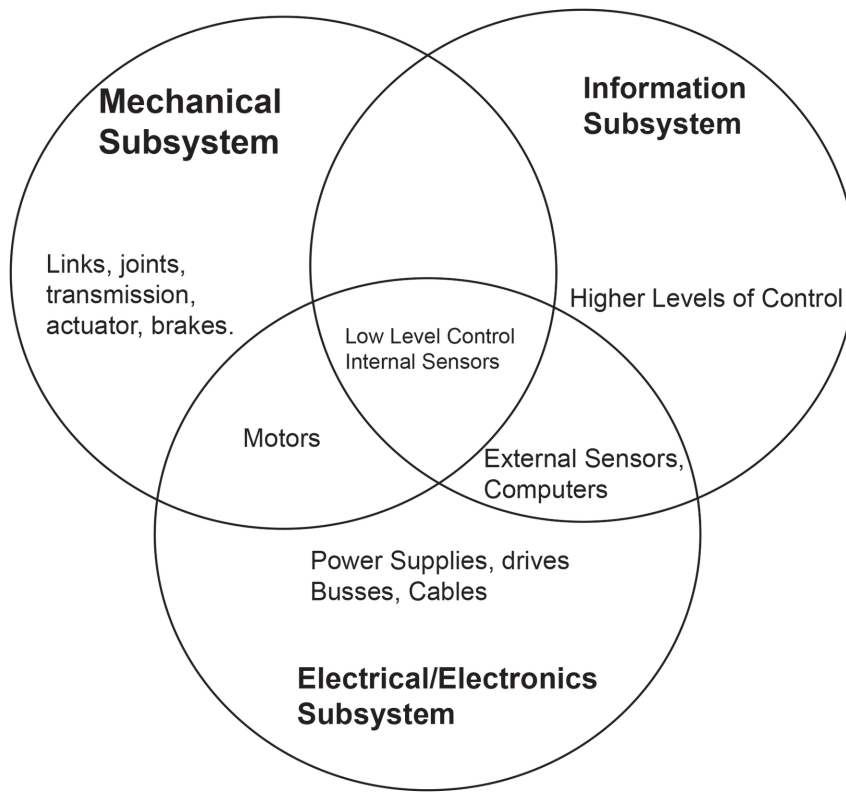 Mechanical
Subsystem
Information
Subsystem
Links, joints,
transmission,
actuator, brakes.
Higher Levels of Control
Low Level Control
Internal Sensors
Motors
External Sensors,
Computers
Power Supplies, drives
Busses, Cables
Electrical/Electronics
Subsystem